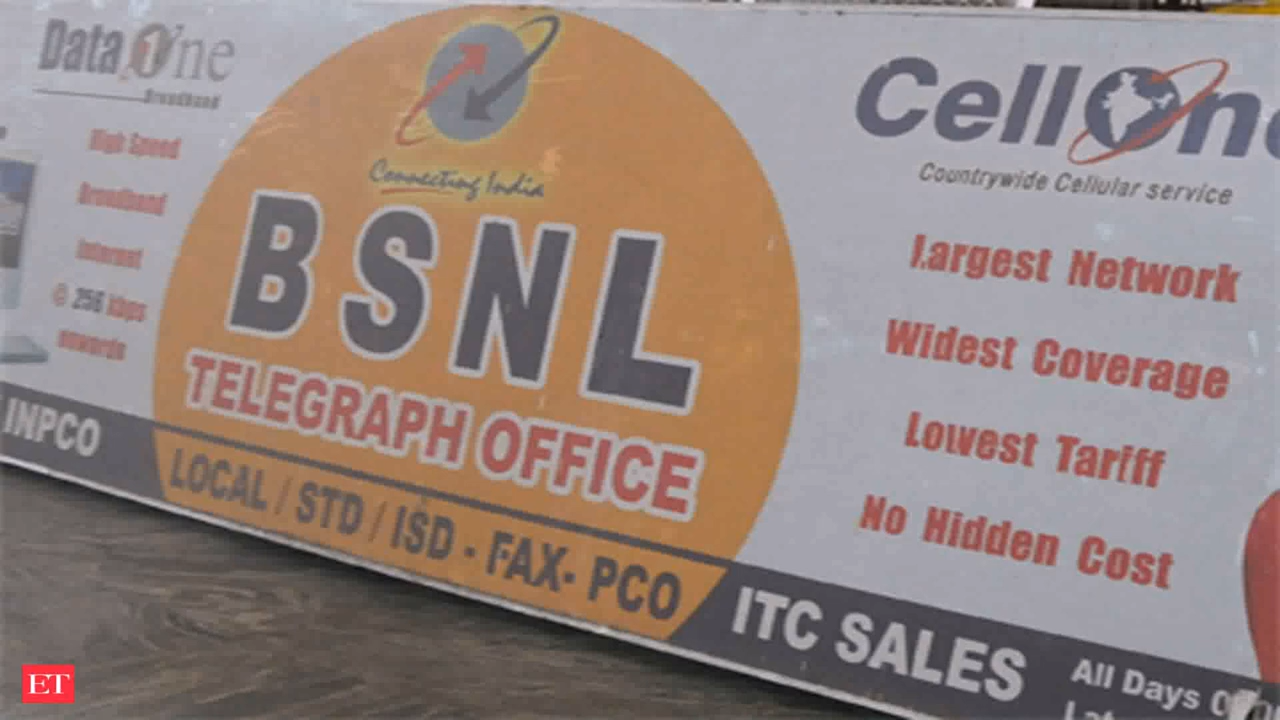 Data One
Broadband
High Speed
Broadband
Internet
@ 256 kbps
onwards
INPCO
Connecting India
BSNL
TELEGRAPH OFFICE
LOCAL / STD / ISD - FAX- PCO
CellOne
Countrywide Cellular service
Largest Network
Widest Coverage
Lowest Tariff
No Hidden Cost
ITC SALES
All Days
ET